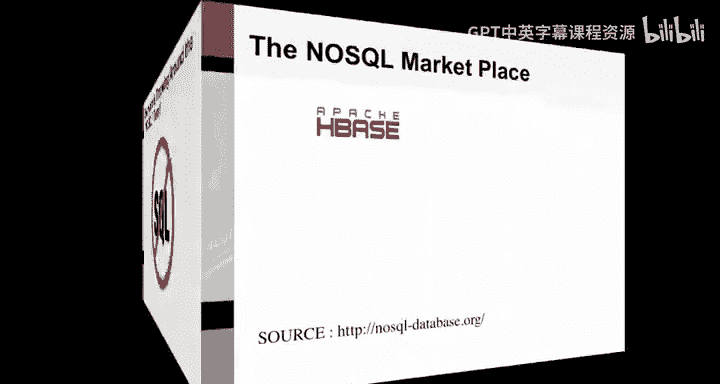 GPT中英字幕课程资源 bilibili
The NOSQL Market Place
APACHE
HBASE
SQL
SOURCE : http://nosql-database.org/